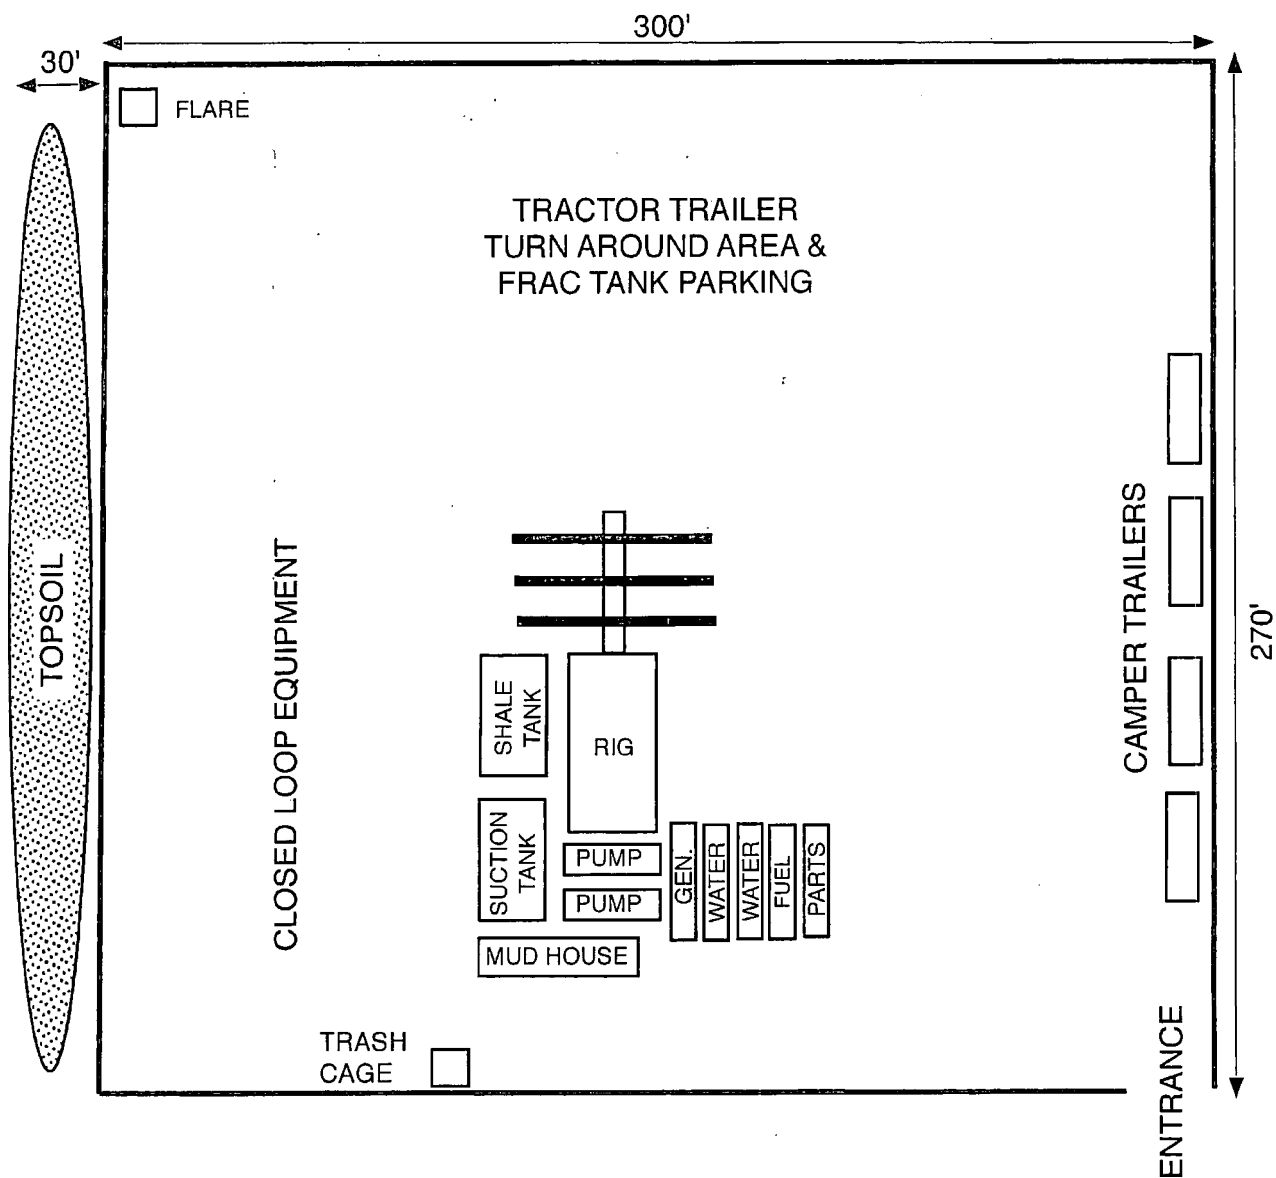 300'
30'
FLARE
TRACTOR TRAILER
TURN AROUND AREA &
FRAC TANK PARKING
TOPSOIL
CLOSED LOOP EQUIPMENT
CAMPER TRAILERS
270'
SHALE
TANK
RIG
SUCTION
TANK
PUMP
PUMP
GEN.
WATER
WATER
FUEL
PARTS
MUD HOUSE
TRASH
CAGE
ENTRANCE